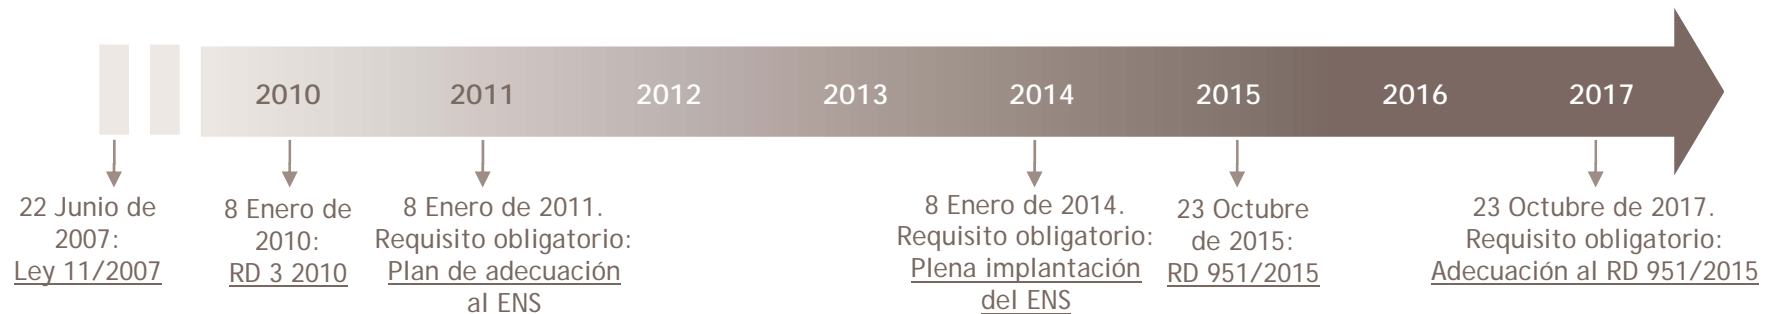 2010 2011 2012 2013 2014 2015 2016 2017
22 Junio de
2007:
Ley 11/2007
8 Enero de
2010:
RD 3 2010
8 Enero de 2011.
Requisito obligatorio:
Plan de adecuación
al ENS
8 Enero de 2014.
Requisito obligatorio:
Plena implantación
del ENS
23 Octubre
de 2015:
RD 951/2015
23 Octubre de 2017.
Requisito obligatorio:
Adecuación al RD 951/2015